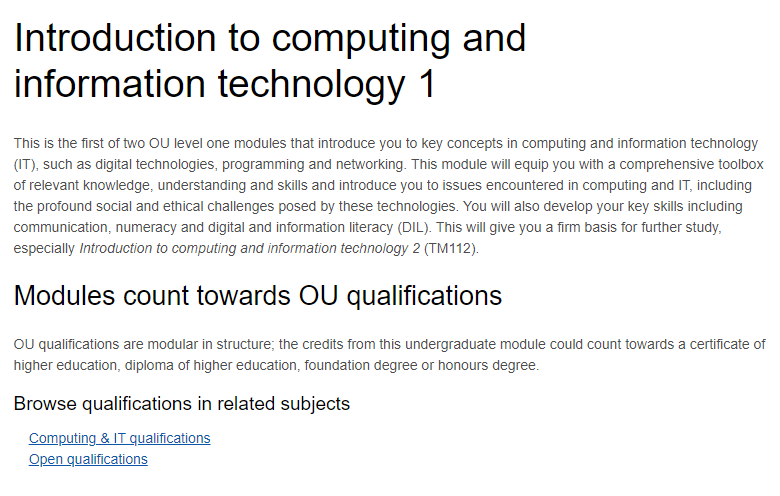 Introduction to computing and
information technology 1
This is the first of two OU level one modules that introduce you to key concepts in computing and information technology
(IT), such as digital technologies, programming and networking. This module will equip you with a comprehensive toolbox
of relevant knowledge, understanding and skills and introduce you to issues encountered in computing and IT, including
the profound social and ethical challenges posed by these technologies. You will also develop your key skills including
communication, numeracy and digital and information literacy (DIL). This will give you a firm basis for further study,
especially Introduction to computing and information technology 2 (TM112).
Modules count towards OU qualifications
OU qualifications are modular in structure; the credits from this undergraduate module could count towards a certificate of
higher education, diploma of higher education, foundation degree or honours degree.
Browse qualifications in related subjects
Computing & IT qualifications
Open qualifications